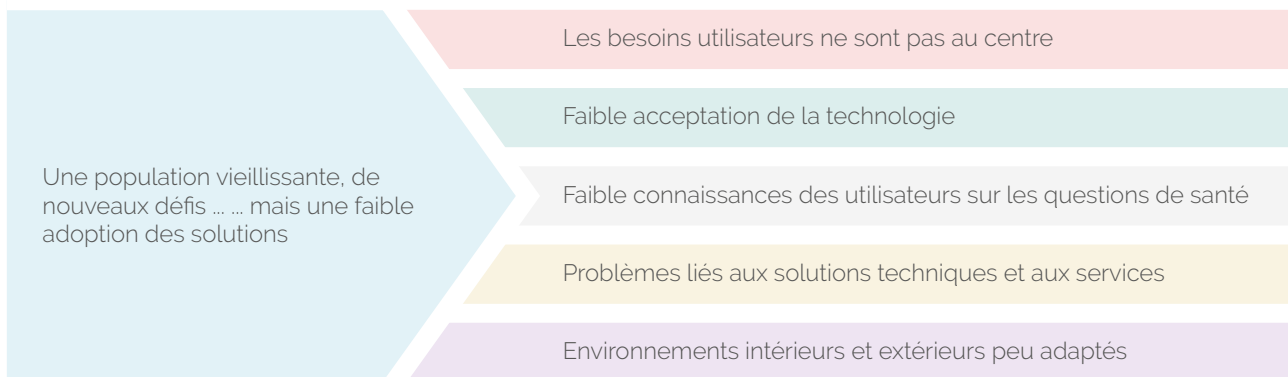 Une population vieillissante, de
nouveaux défis ... ... mais une faible
adoption des solutions
Les besoins utilisateurs ne sont pas au centre
Faible acceptation de la technologie
Faible connaissances des utilisateurs sur les questions de santé
Problèmes liés aux solutions techniques et aux services
Environnements intérieurs et extérieurs peu adaptés